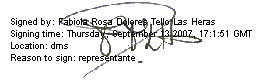 Signed by: Fabiola Rosa Dolores Tello Las Heras
Signing time: Thursday, September 13 2007, 17:1:51 GMT
Location: dms
Reason to sign: representante